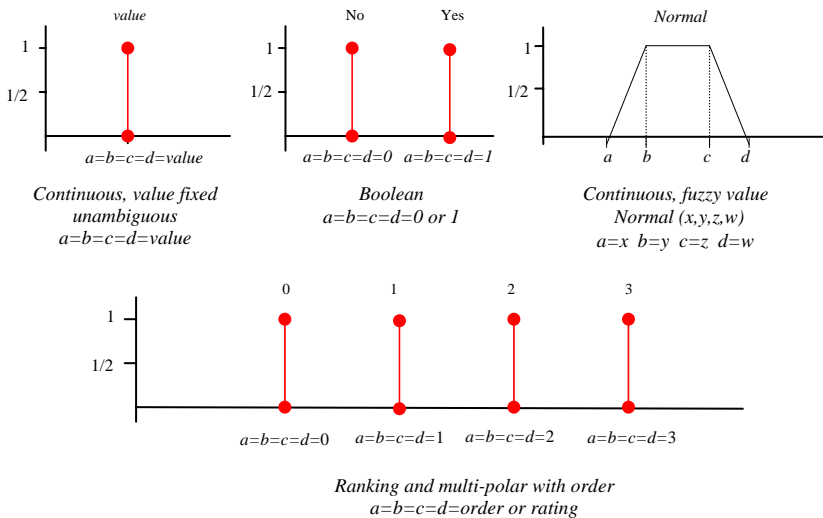 value
1
1/2
a=b=c=d=value
Continuous, value fixed
unambiguous
a=b=c=d=value
No Yes
1
1/2
a=b=c=d=0 a=b=c=d=1
Boolean
a=b=c=d=0 or 1
Normal
1
1/2
a b c d
Continuous, fuzzy value
Normal (x,y,z,w)
a=x b=y c=z d=w
0 1 2 3
1
1/2
a=b=c=d=0 a=b=c=d=1 a=b=c=d=2 a=b=c=d=3
Ranking and multi-polar with order
a=b=c=d=order or rating